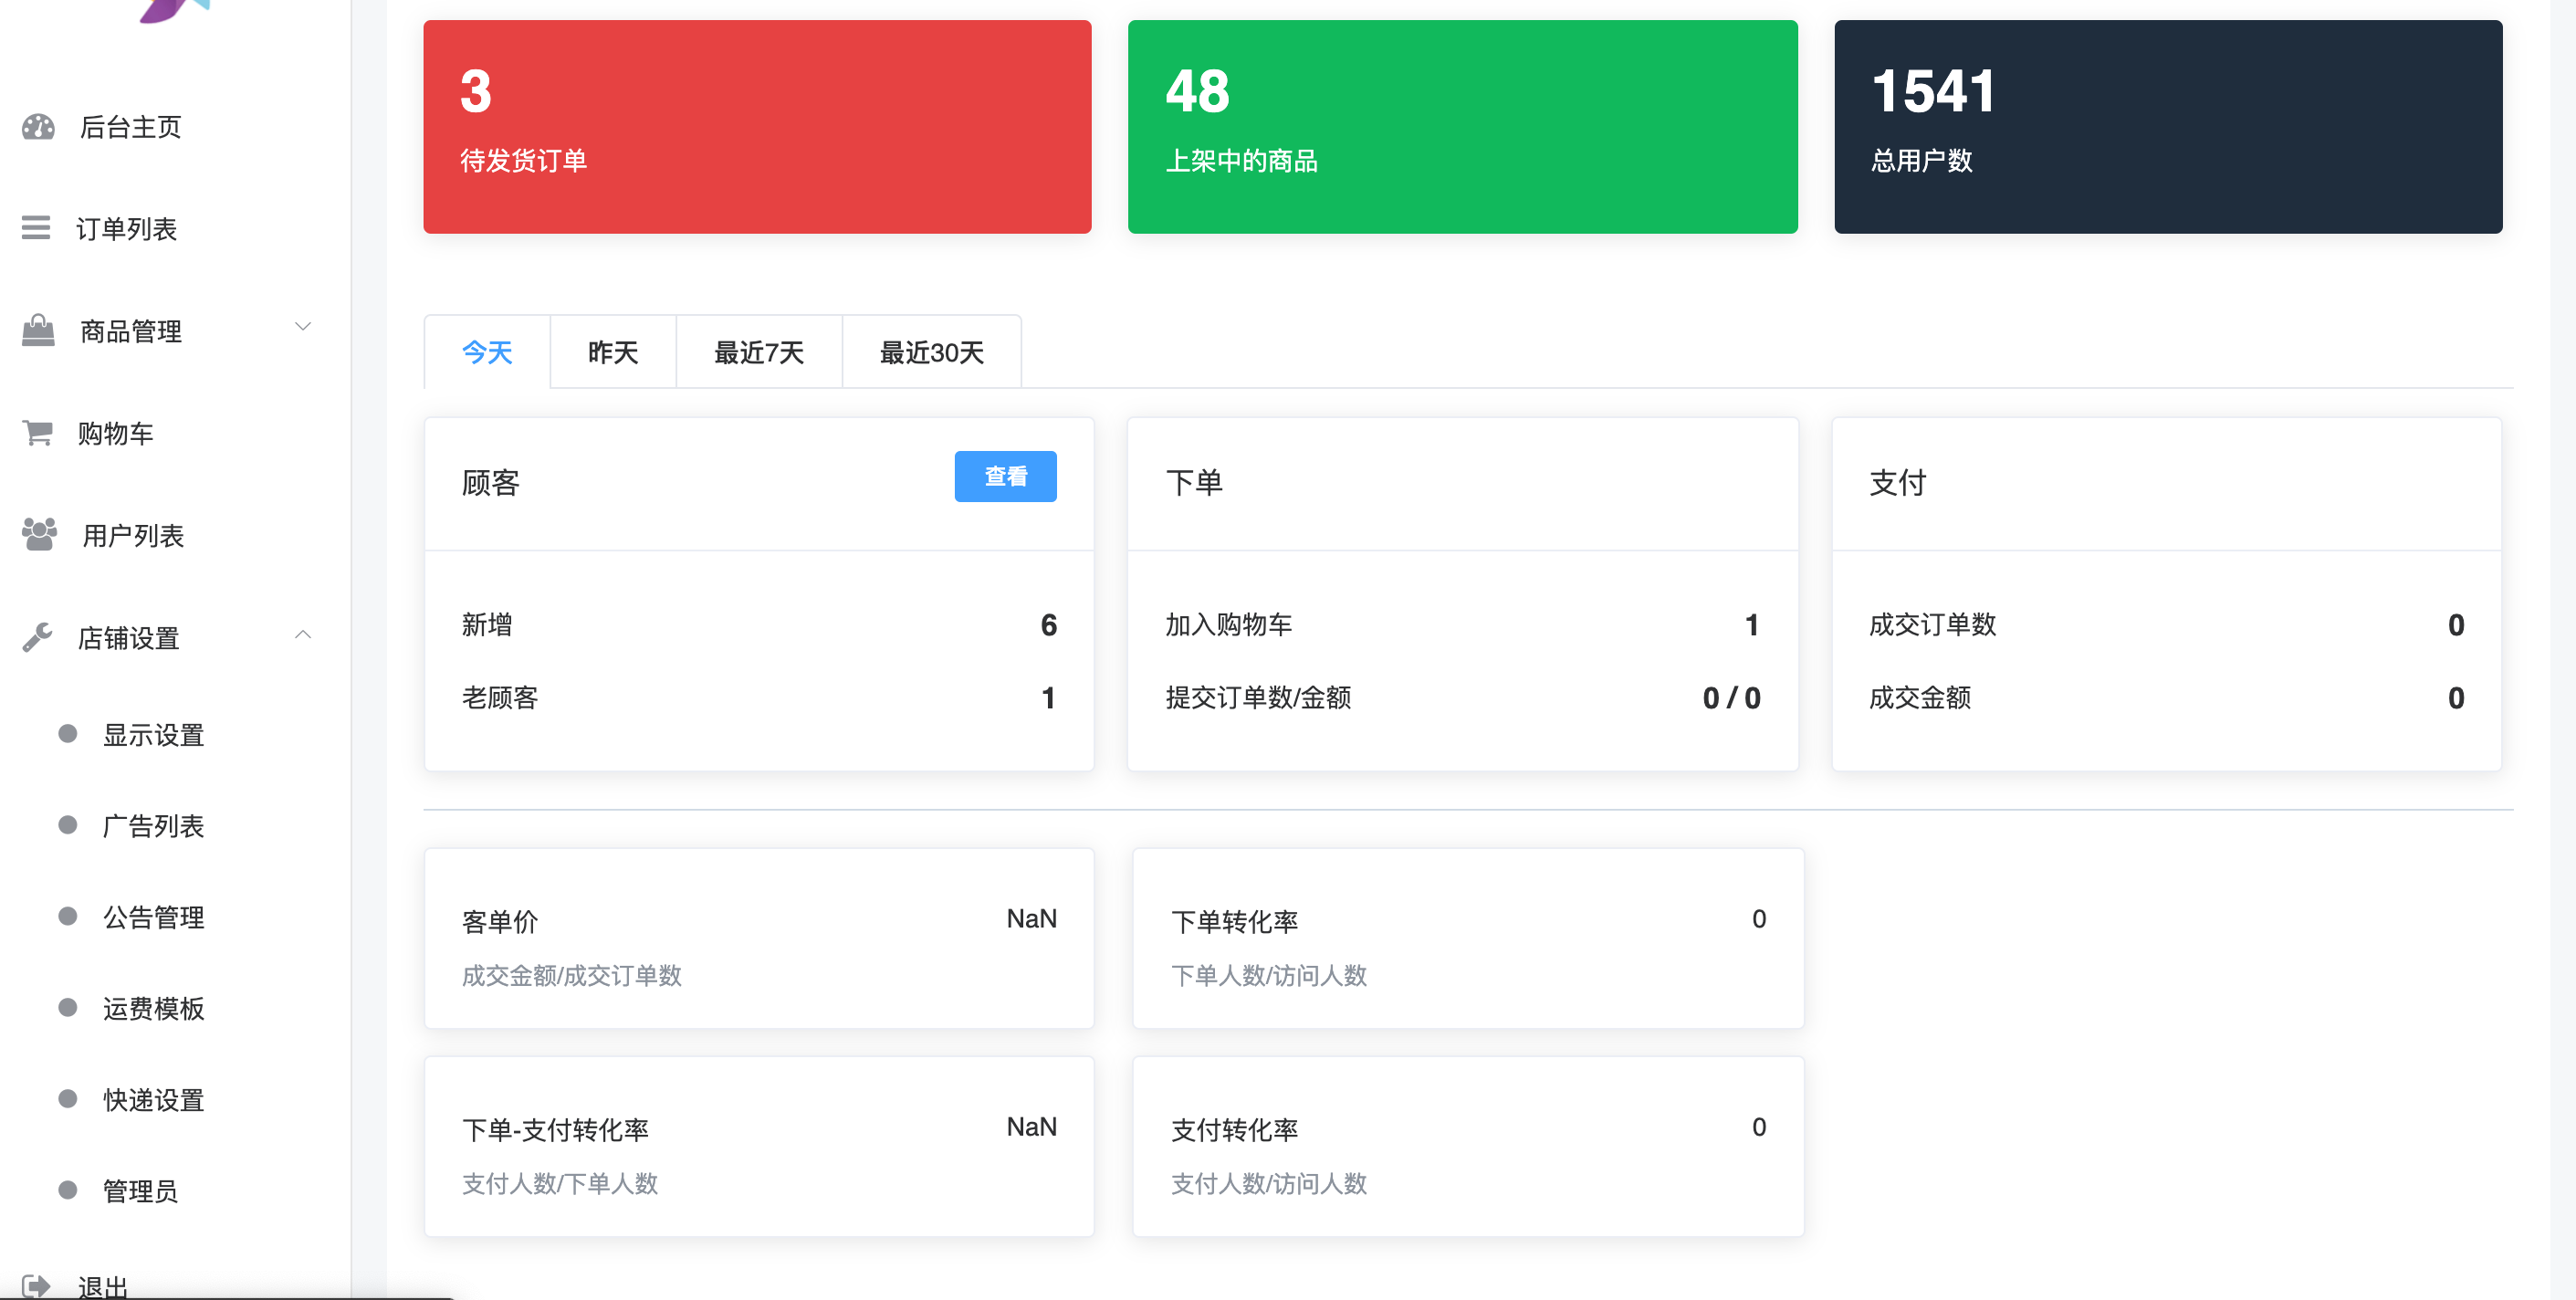 后台主页
订单列表
商品管理
购物车
用户列表
店铺设置
显示设置
广告列表
公告管理
运费模板
快递设置
管理员
退出
3
待发货订单
48
上架中的商品
1541
总用户数
今天 昨天 最近7天 最近30天
顾客 查看
新增 6
老顾客 1
下单
加入购物车 1
提交订单数/金额 0 / 0
支付
成交订单数 0
成交金额 0
客单价 NaN
成交金额/成交订单数
下单转化率 0
下单人数/访问人数
下单-支付转化率 NaN
支付人数/下单人数
支付转化率 0
支付人数/访问人数